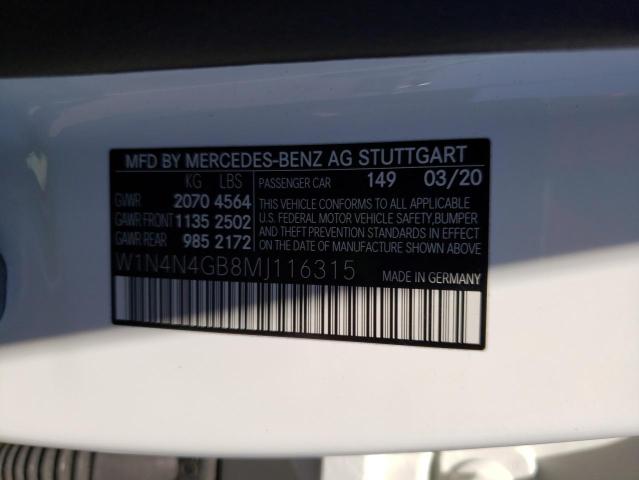 MFD BY MERCEDES-BENZ AG STUTTGART
KG LBS PASSENGER CAR 149 03/20
GVWR 2070 4564 THIS VEHICLE CONFORMS TO ALL APPLICABLE
GAWR FRONT 1135 2502 U.S. FEDERAL MOTOR VEHICLE SAFETY, BUMPER
GAWR REAR 985 2172 AND THEFT PREVENTION STANDARDS IN EFFECT
ON THE DATE OF MANUFACTURE SHOWN ABOVE.
W1N4N4GB8MJ116315 MADE IN GERMANY